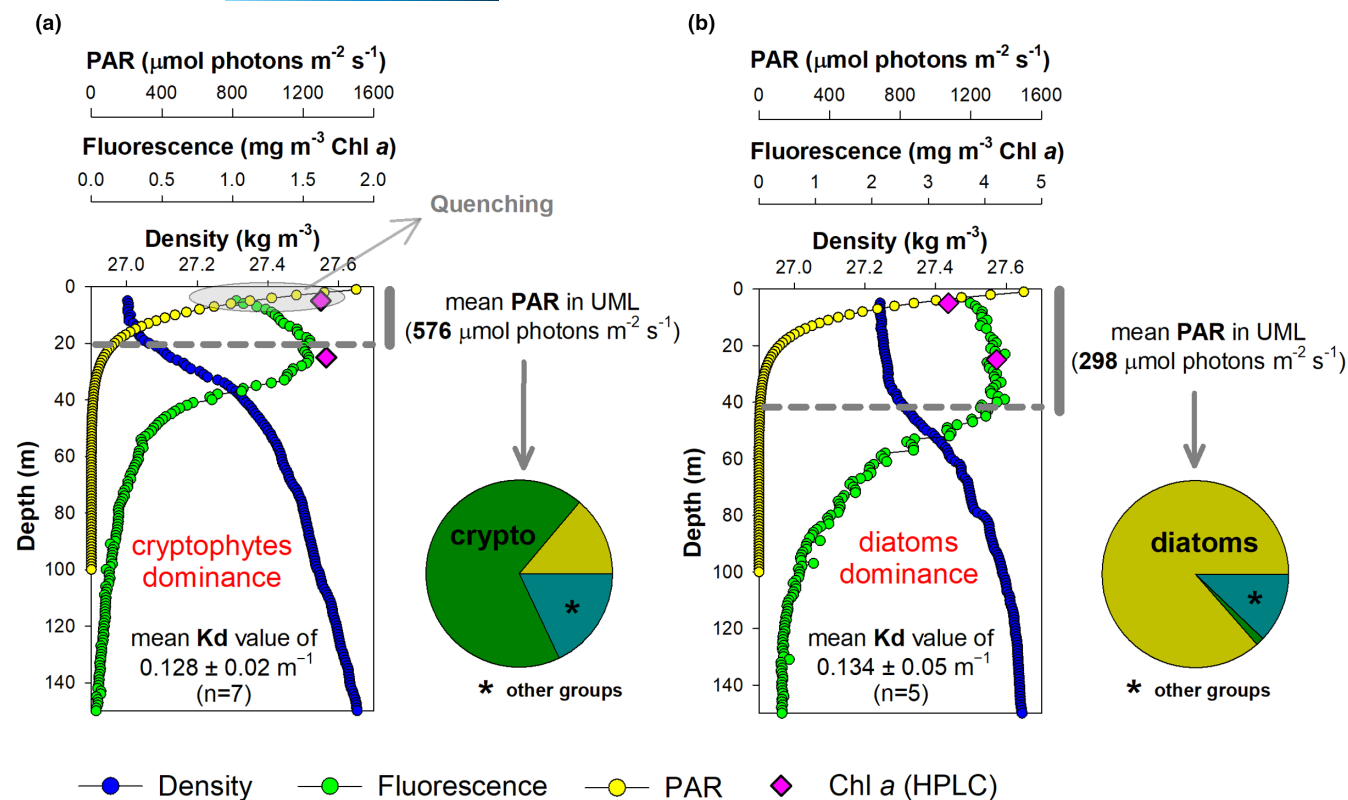 (a)
PAR (μmol photons m-2 s-1)
0 400 800 1200 1600
Fluorescence (mg m-3 Chl a)
0.0 0.5 1.0 1.5 2.0
Quenching
Density (kg m-3)
27.0 27.2 27.4 27.6
0
20
40
60
80
100
120
140
Depth (m)
mean PAR in UML
(576 μmol photons m-2 s-1)
crypto
*
cryptophytes
dominance
mean Kd value of
0.128 ± 0.02 m−1
(n=7)
* other groups
(b)
PAR (μmol photons m-2 s-1)
0 400 800 1200 1600
Fluorescence (mg m-3 Chl a)
0 1 2 3 4 5
Density (kg m-3)
27.0 27.2 27.4 27.6
0
20
40
60
80
100
120
140
Depth (m)
mean PAR in UML
(298 μmol photons m-2 s-1)
diatoms
*
diatoms
dominance
mean Kd value of
0.134 ± 0.05 m−1
(n=5)
* other groups
Density Fluorescence PAR Chl a (HPLC)